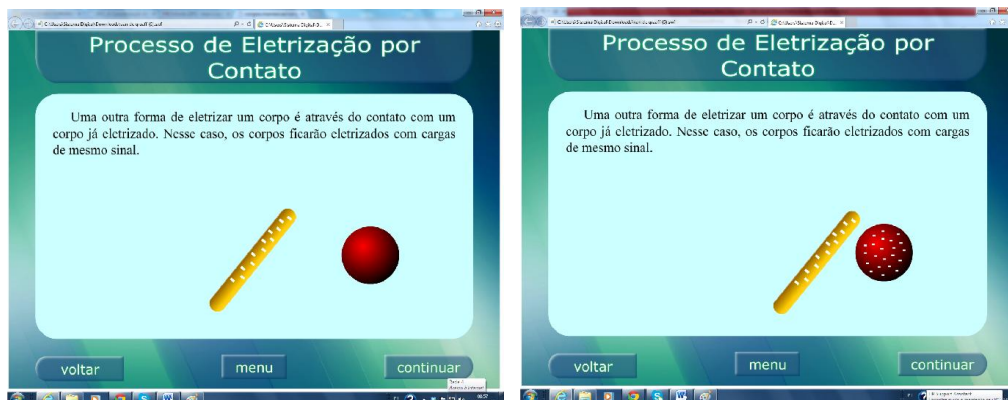 Processo de Eletrização por
Contato
Uma outra forma de eletrizar um corpo é através do contato com um
corpo já eletrizado. Nesse caso, os corpos ficarão eletrizados com cargas
de mesmo sinal.
voltar
menu
continuar
Processo de Eletrização por
Contato
Uma outra forma de eletrizar um corpo é através do contato com um
corpo já eletrizado. Nesse caso, os corpos ficarão eletrizados com cargas
de mesmo sinal.
voltar
menu
continuar